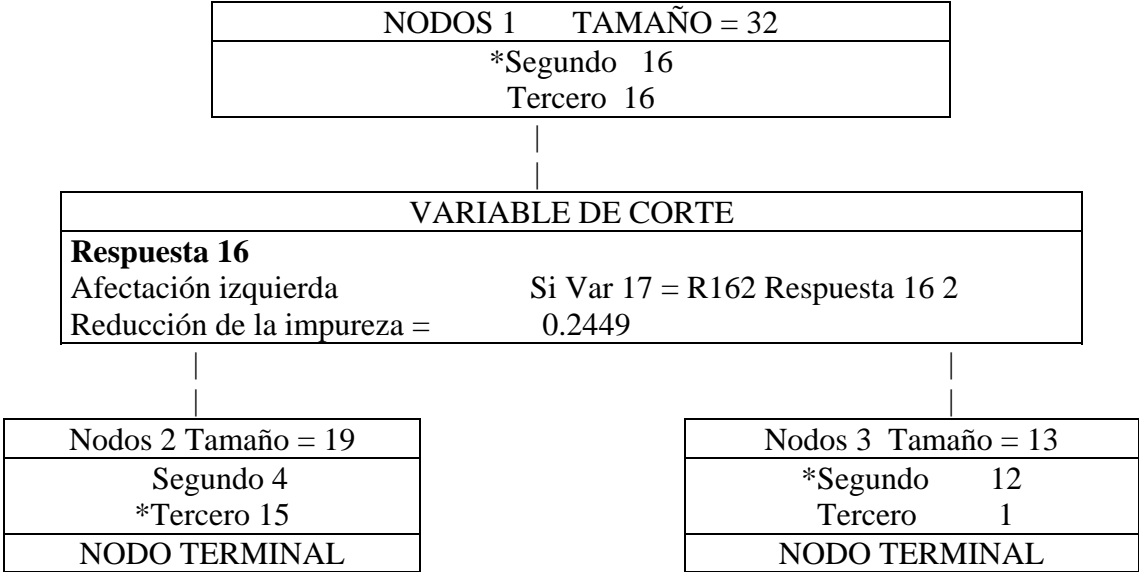 NODOS 1 TAMAÑO = 32
*Segundo 16
Tercero 16
VARIABLE DE CORTE
Respuesta 16
Afectación izquierda Si Var 17 = R162 Respuesta 16 2
Reducción de la impureza = 0.2449
Nodos 2 Tamaño = 19
Segundo 4
*Tercero 15
NODO TERMINAL
Nodos 3 Tamaño = 13
*Segundo 12
Tercero 1
NODO TERMINAL